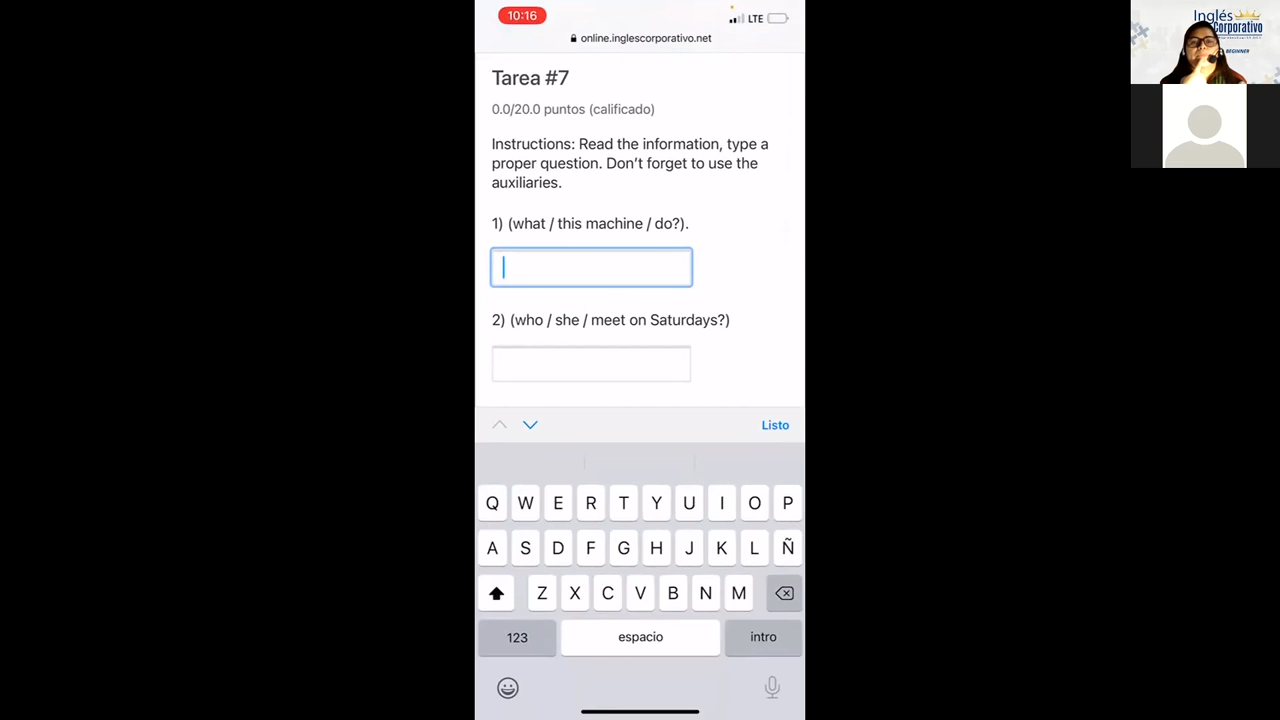 10:16
LTE
online.inglescorporativo.net
Tarea #7
0.0/20.0 puntos (calificado)
Instructions: Read the information, type a
proper question. Don’t forget to use the
auxiliaries.
1) (what / this machine / do?).
2) (who / she / meet on Saturdays?)
Listo
Q W E R T Y U I O P
A S D F G H J K L Ñ
Z X C V B N M
123 espacio intro
Inglés
Corporativo
BEGINNER